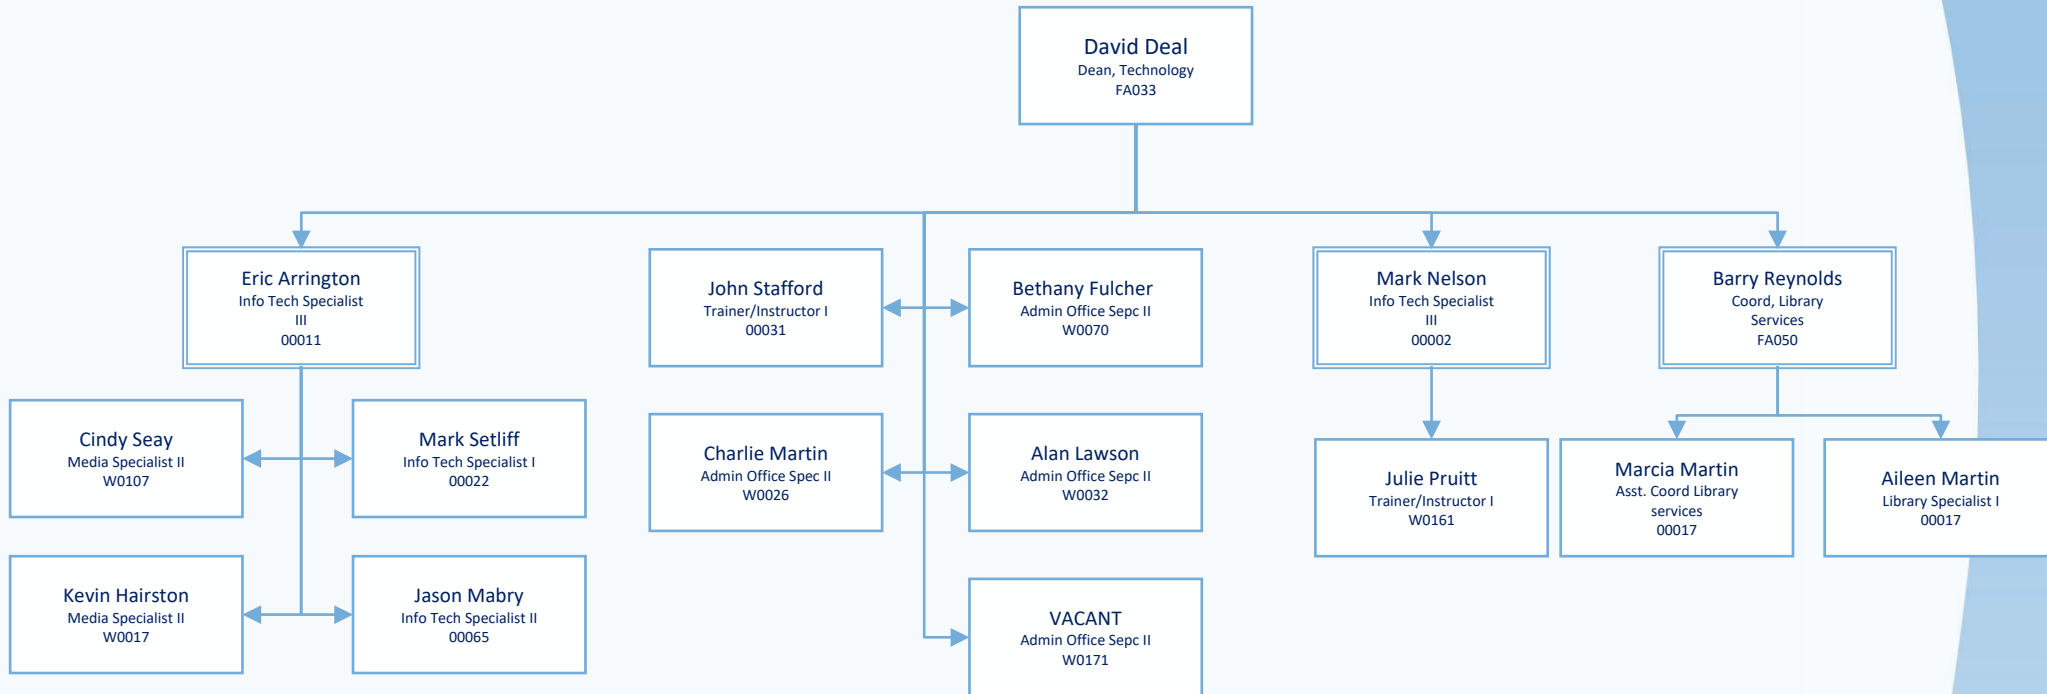 David Deal
Dean, Technology
FA033
Eric Arrington
Info Tech Specialist
III
00011
John Stafford
Trainer/Instructor I
00031
Bethany Fulcher
Admin Office Sepc II
W0070
Mark Nelson
Info Tech Specialist
III
00002
Barry Reynolds
Coord, Library
Services
FA050
Cindy Seay
Media Specialist II
W0107
Mark Setliff
Info Tech Specialist I
00022
Charlie Martin
Admin Office Spec II
W0026
Alan Lawson
Admin Office Sepc II
W0032
Julie Pruitt
Trainer/Instructor I
W0161
Marcia Martin
Asst. Coord Library
services
00017
Aileen Martin
Library Specialist I
00017
Kevin Hairston
Media Specialist II
W0017
Jason Mabry
Info Tech Specialist II
00065
VACANT
Admin Office Sepc II
W0171